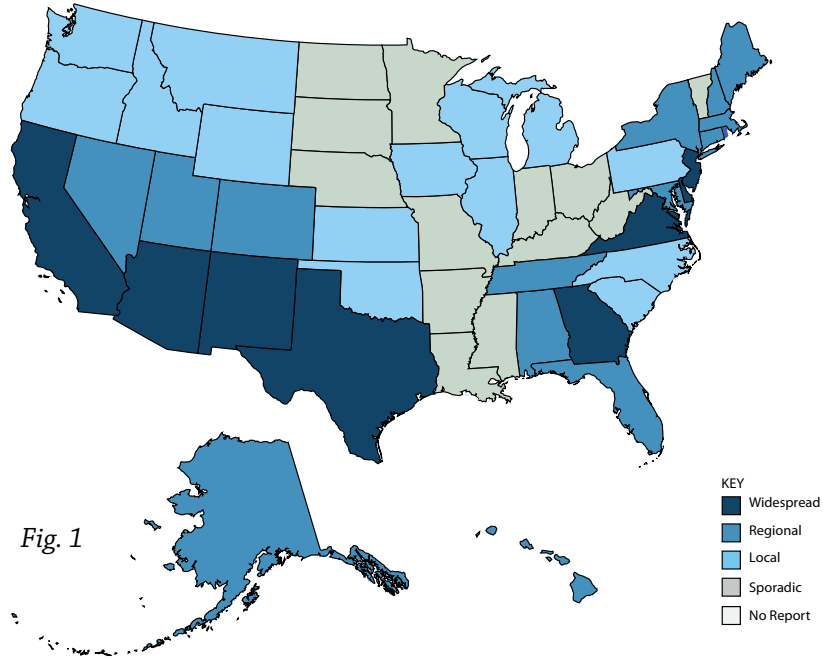 Fig. 1
KEY
Widespread
Regional
Local
Sporadic
No Report